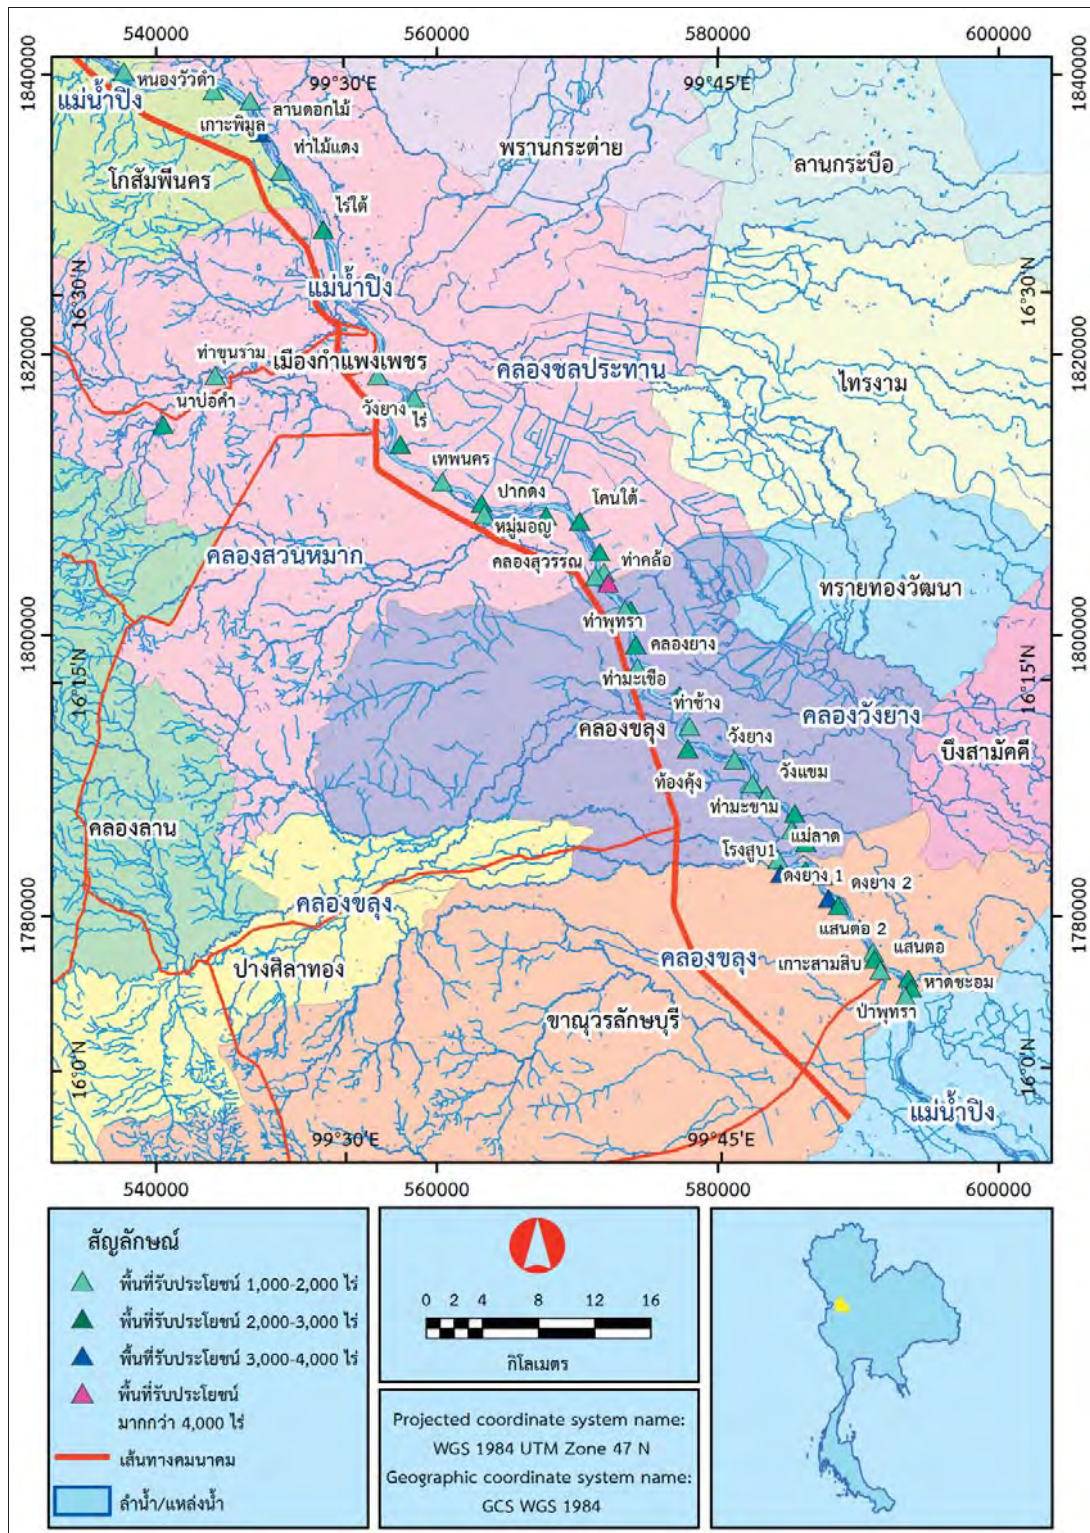 540000
560000
580000
600000
1840000
1840000
99°30'E
99°45'E
หนองวัวดำ
แม่น้ำปิง
ลานดอกไม้
เกาะพิมูล
ท่าไม้แดง
พรานกระต่าย
ลานกระบือ
โกสัมพีนคร
ไร่ใต้
16°30'N
แม่น้ำปิง
16°30'N
1820000
ท่าขุนราม
เมืองกำแพงเพชร
คลองชลประทาน
1820000
ไทรงาม
นาบ่อคำ
วังยาง
ไร่
เทพนคร
ปากดง
โคนใต้
หมู่มอญ
คลองสวนหมาก
คลองสุวรรณ
ท่าคล้อ
ทรายทองวัฒนา
1800000
1800000
ท่าพุทรา
คลองยาง
16°15'N
ท่ามะเขือ
16°15'N
ท่าช้าง
คลองขลุง
คลองวังยาง
วังยาง
บึงสามัคคี
ท้องคุ้ง
วังแขม
ท่ามะขาม
คลองลาน
แม่ลาด
โรงสูบ1
ดงยาง 1
ดงยาง 2
คลองขลุง
1780000
1780000
แสนต่อ 2
แสนตอ
ปางศิลาทอง
คลองขลุง
เกาะสามสิบ
หาดชะอม
ป่าพุทรา
ขาณุวรลักษบุรี
16°0'N
16°0'N
แม่น้ำปิง
99°30'E
99°45'E
540000
560000
580000
600000
สัญลักษณ์
พื้นที่รับประโยชน์ 1,000-2,000 ไร่
พื้นที่รับประโยชน์ 2,000-3,000 ไร่
พื้นที่รับประโยชน์ 3,000-4,000 ไร่
พื้นที่รับประโยชน์
มากกว่า 4,000 ไร่
เส้นทางคมนาคม
ลำน้ำ/แหล่งน้ำ
0 2 4 8 12 16
กิโลเมตร
Projected coordinate system name:
WGS 1984 UTM Zone 47 N
Geographic coordinate system name:
GCS WGS 1984